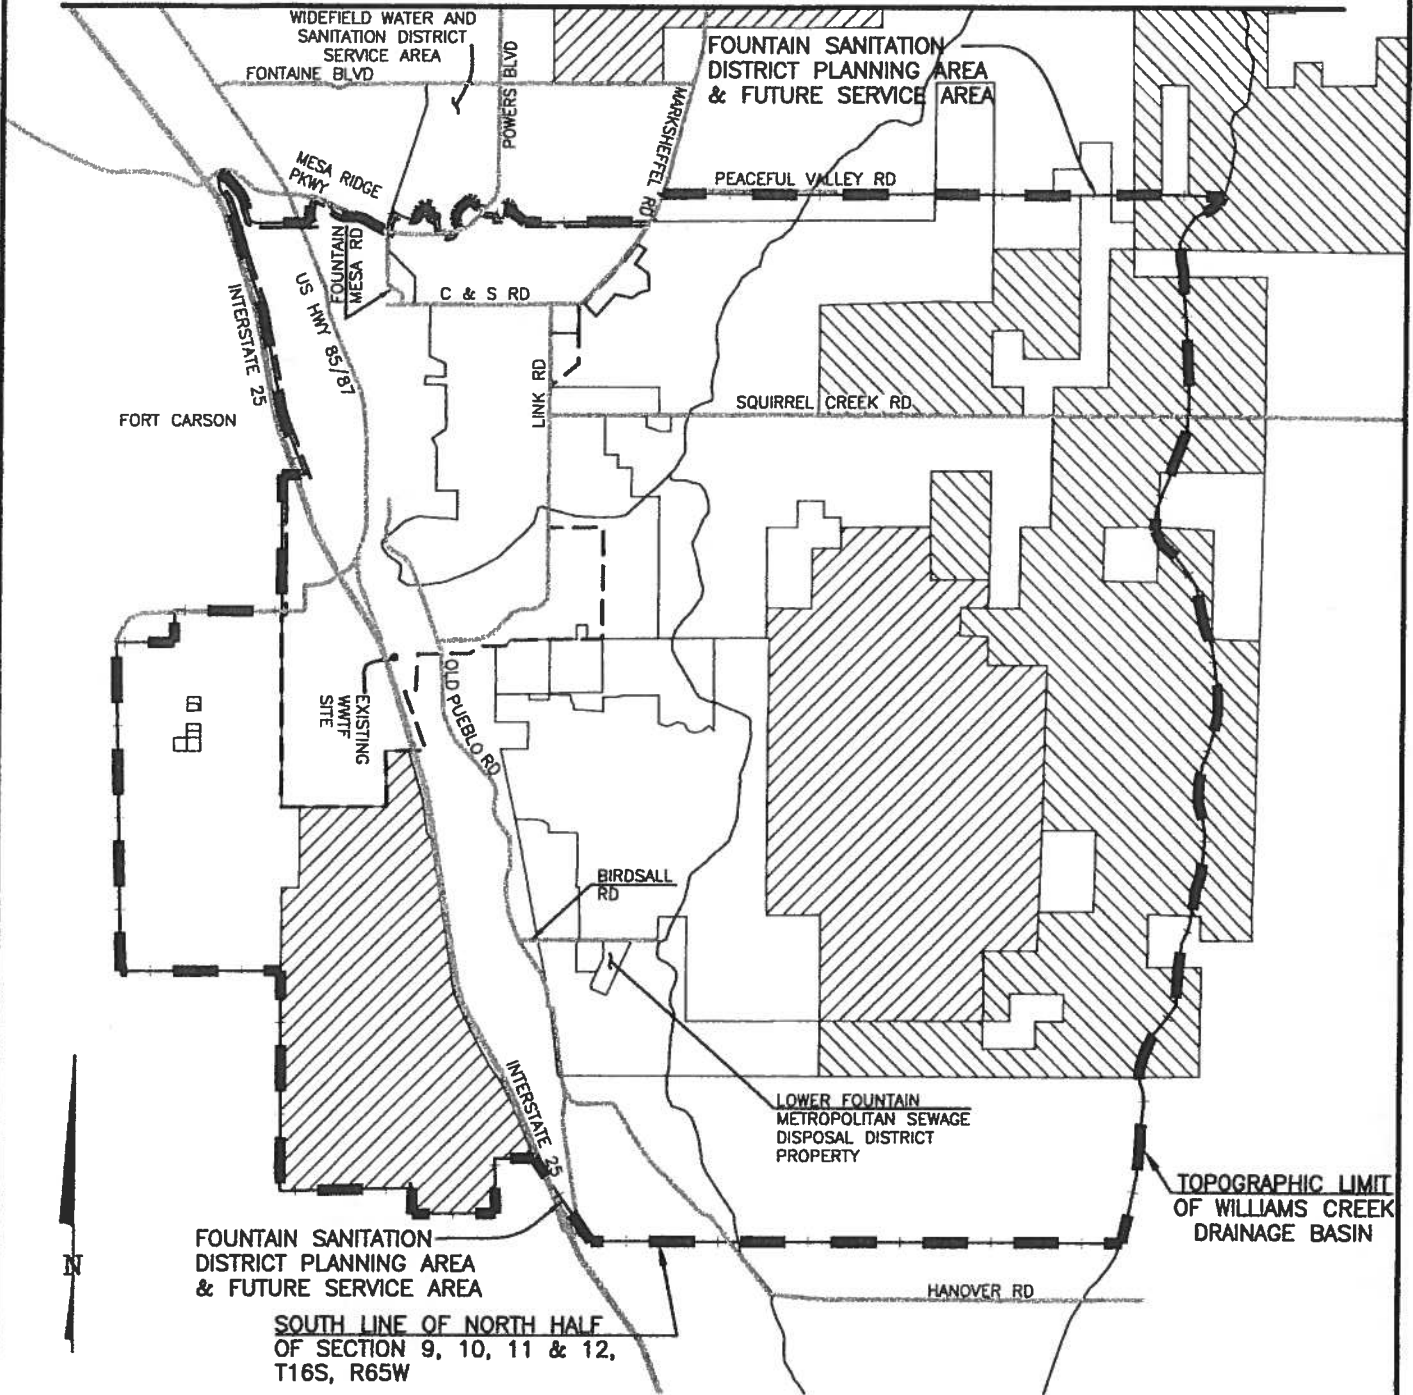 WIDEFIELD WATER AND
SANITATION DISTRICT
SERVICE AREA
FONTAINE BLVD
POWERS BLVD
MARKSHEFFEL RD
FOUNTAIN SANITATION
DISTRICT PLANNING AREA
& FUTURE SERVICE AREA
MESA RIDGE
PKWY
PEACEFUL VALLEY RD
FOUNTAIN
MESA RD
INTERSTATE 25
US HWY 85/87
C & S RD
LINK RD
SQUIRREL CREEK RD
FORT CARSON
EXISTING
WWTF
SITE
OLD PUEBLO RD
BIRDSALL
RD
INTERSTATE 25
LOWER FOUNTAIN
METROPOLITAN SEWAGE
DISPOSAL DISTRICT
PROPERTY
TOPOGRAPHIC LIMIT
OF WILLIAMS CREEK
DRAINAGE BASIN
FOUNTAIN SANITATION
DISTRICT PLANNING AREA
& FUTURE SERVICE AREA
HANOVER RD
SOUTH LINE OF NORTH HALF
OF SECTION 9, 10, 11 & 12,
T16S, R65W
N